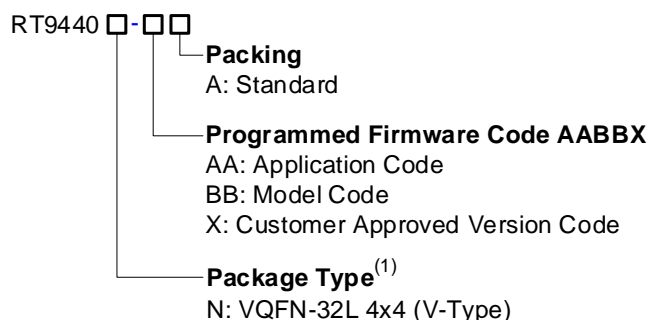 RT9440 □-□□
Packing
A: Standard
Programmed Firmware Code AABBX
AA: Application Code
BB: Model Code
X: Customer Approved Version Code
Package Type(1)
N: VQFN-32L 4x4 (V-Type)